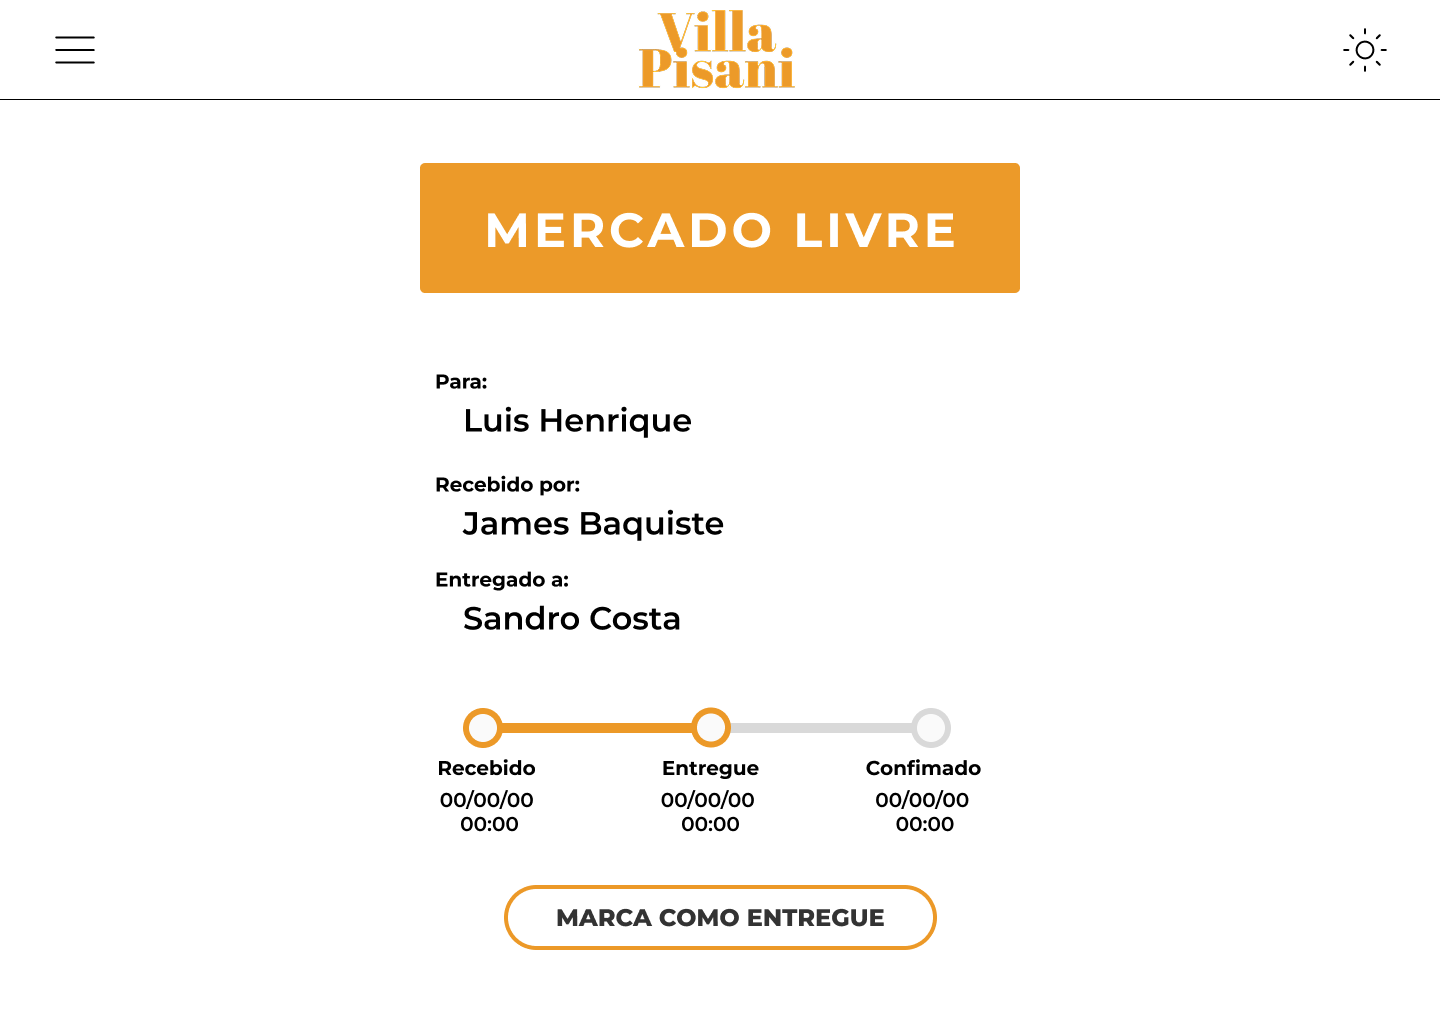 Villa
Pisani
MERCADO LIVRE
Para:
Luis Henrique
Recebido por:
James Baquiste
Entregado a:
Sandro Costa
Recebido Entregue Confimado
00/00/00 00/00/00 00/00/00
00:00 00:00 00:00
MARCA COMO ENTREGUE